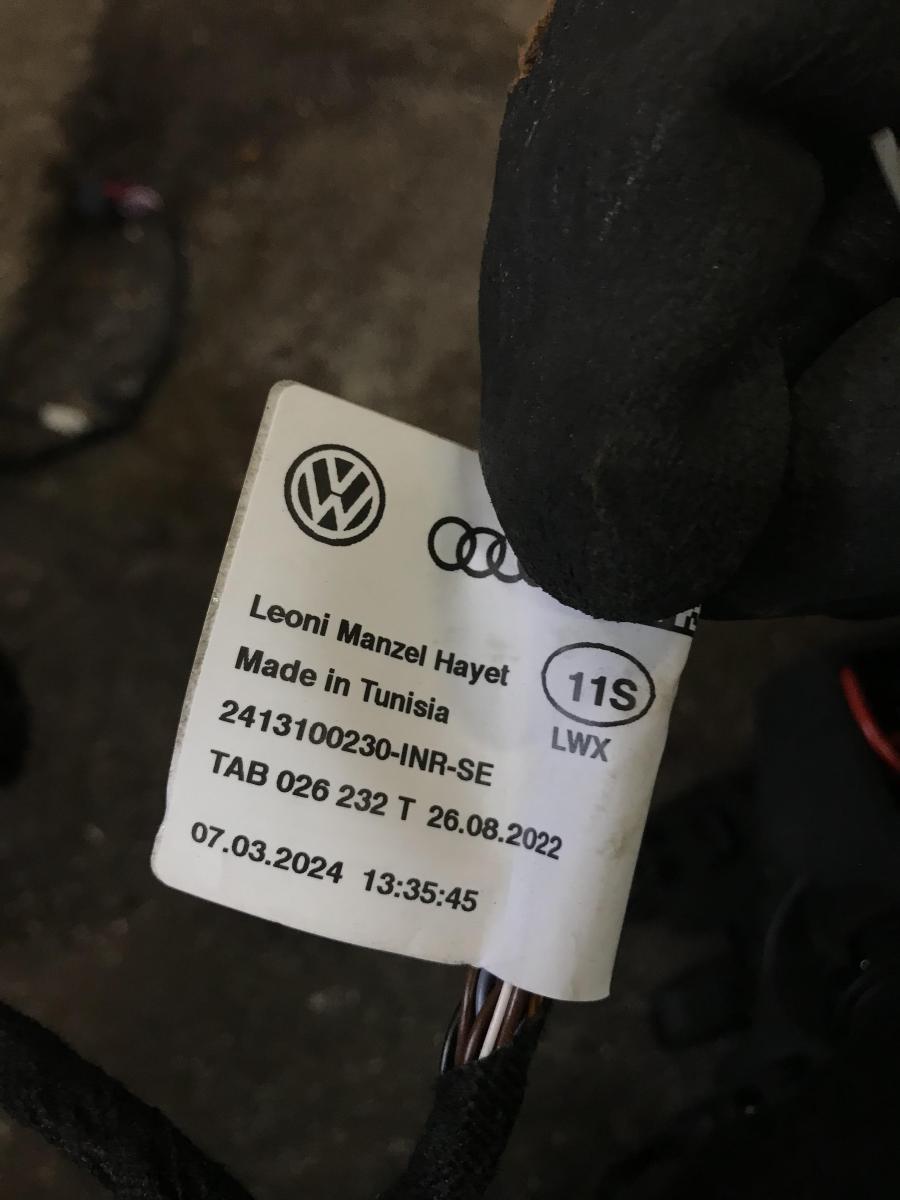 Leoni Manzel Hayet
11S
Made in Tunisia
LWX
2413100230-INR-SE
TAB 026 232 T 26.08.2022
07.03.2024 13:35:45